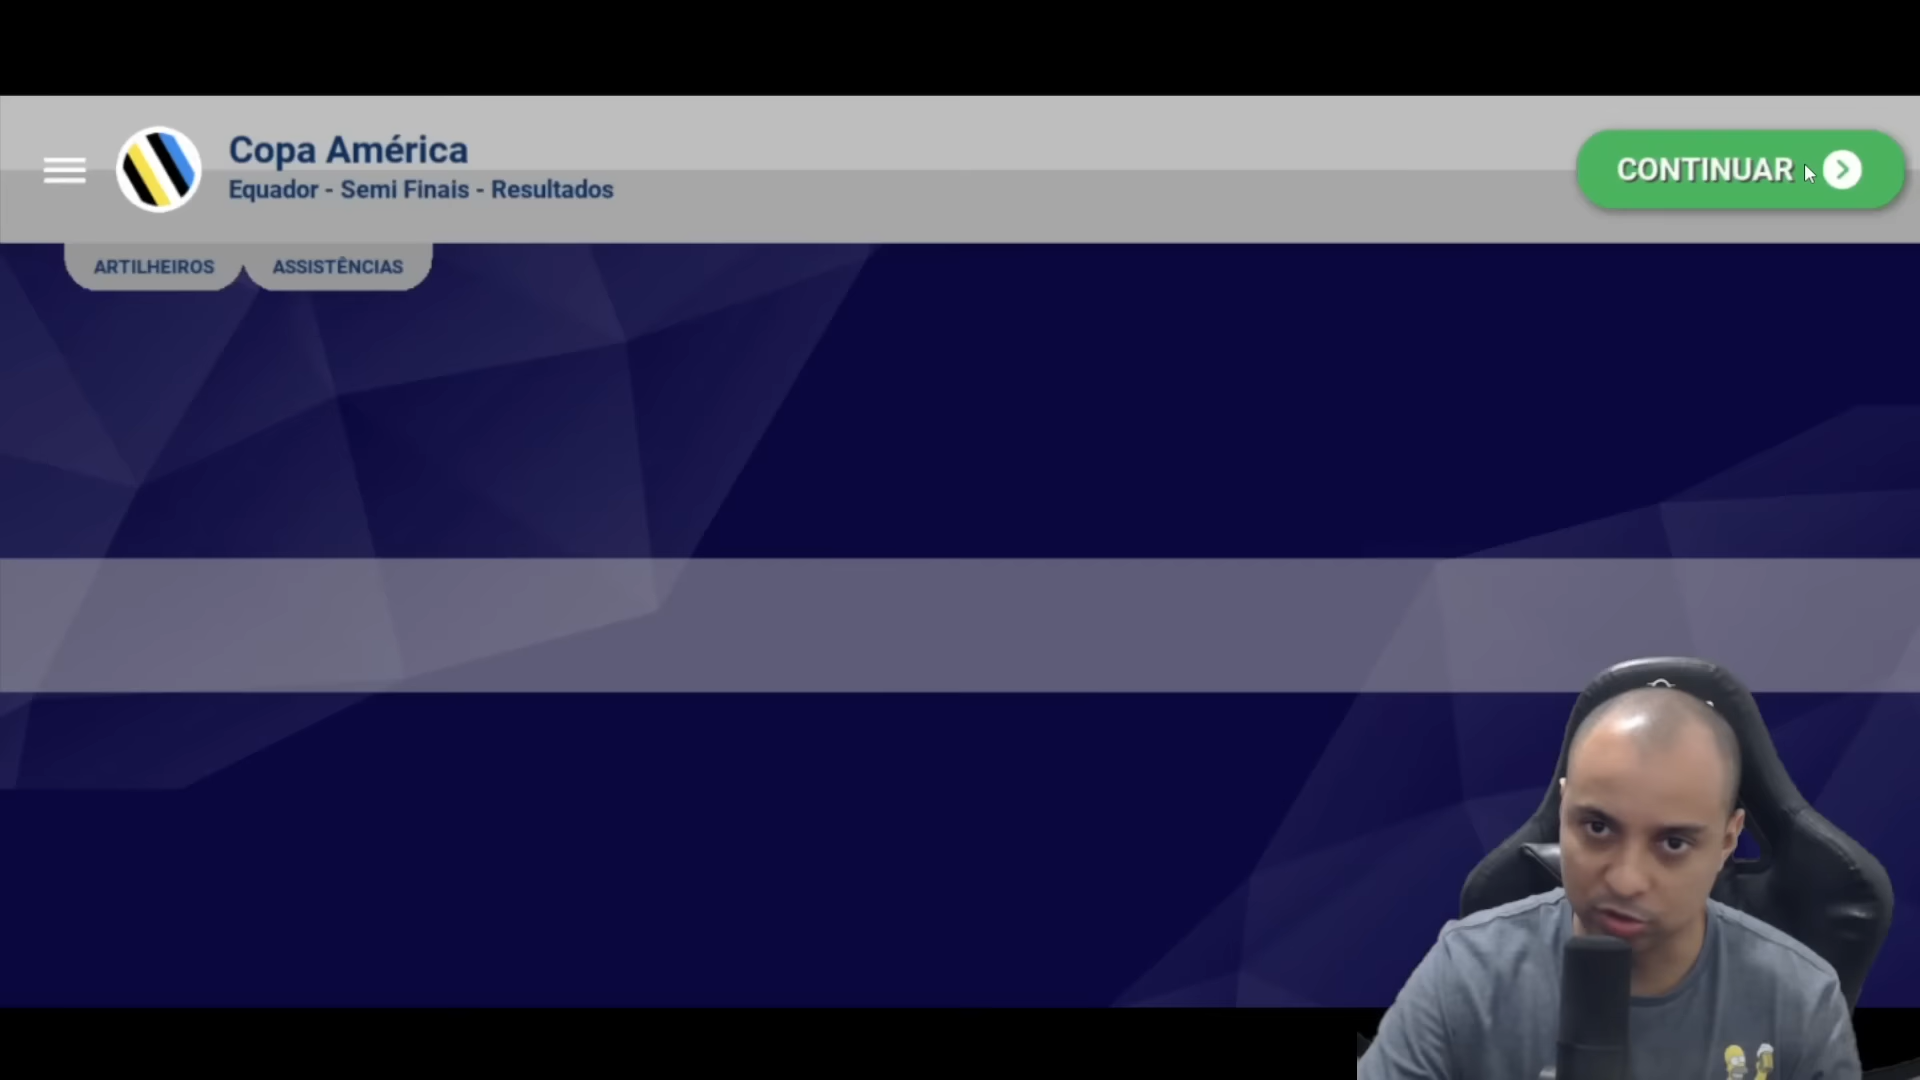 Copa América
Equador - Semi Finais - Resultados
CONTINUAR
ARTILHEIROS
ASSISTÊNCIAS